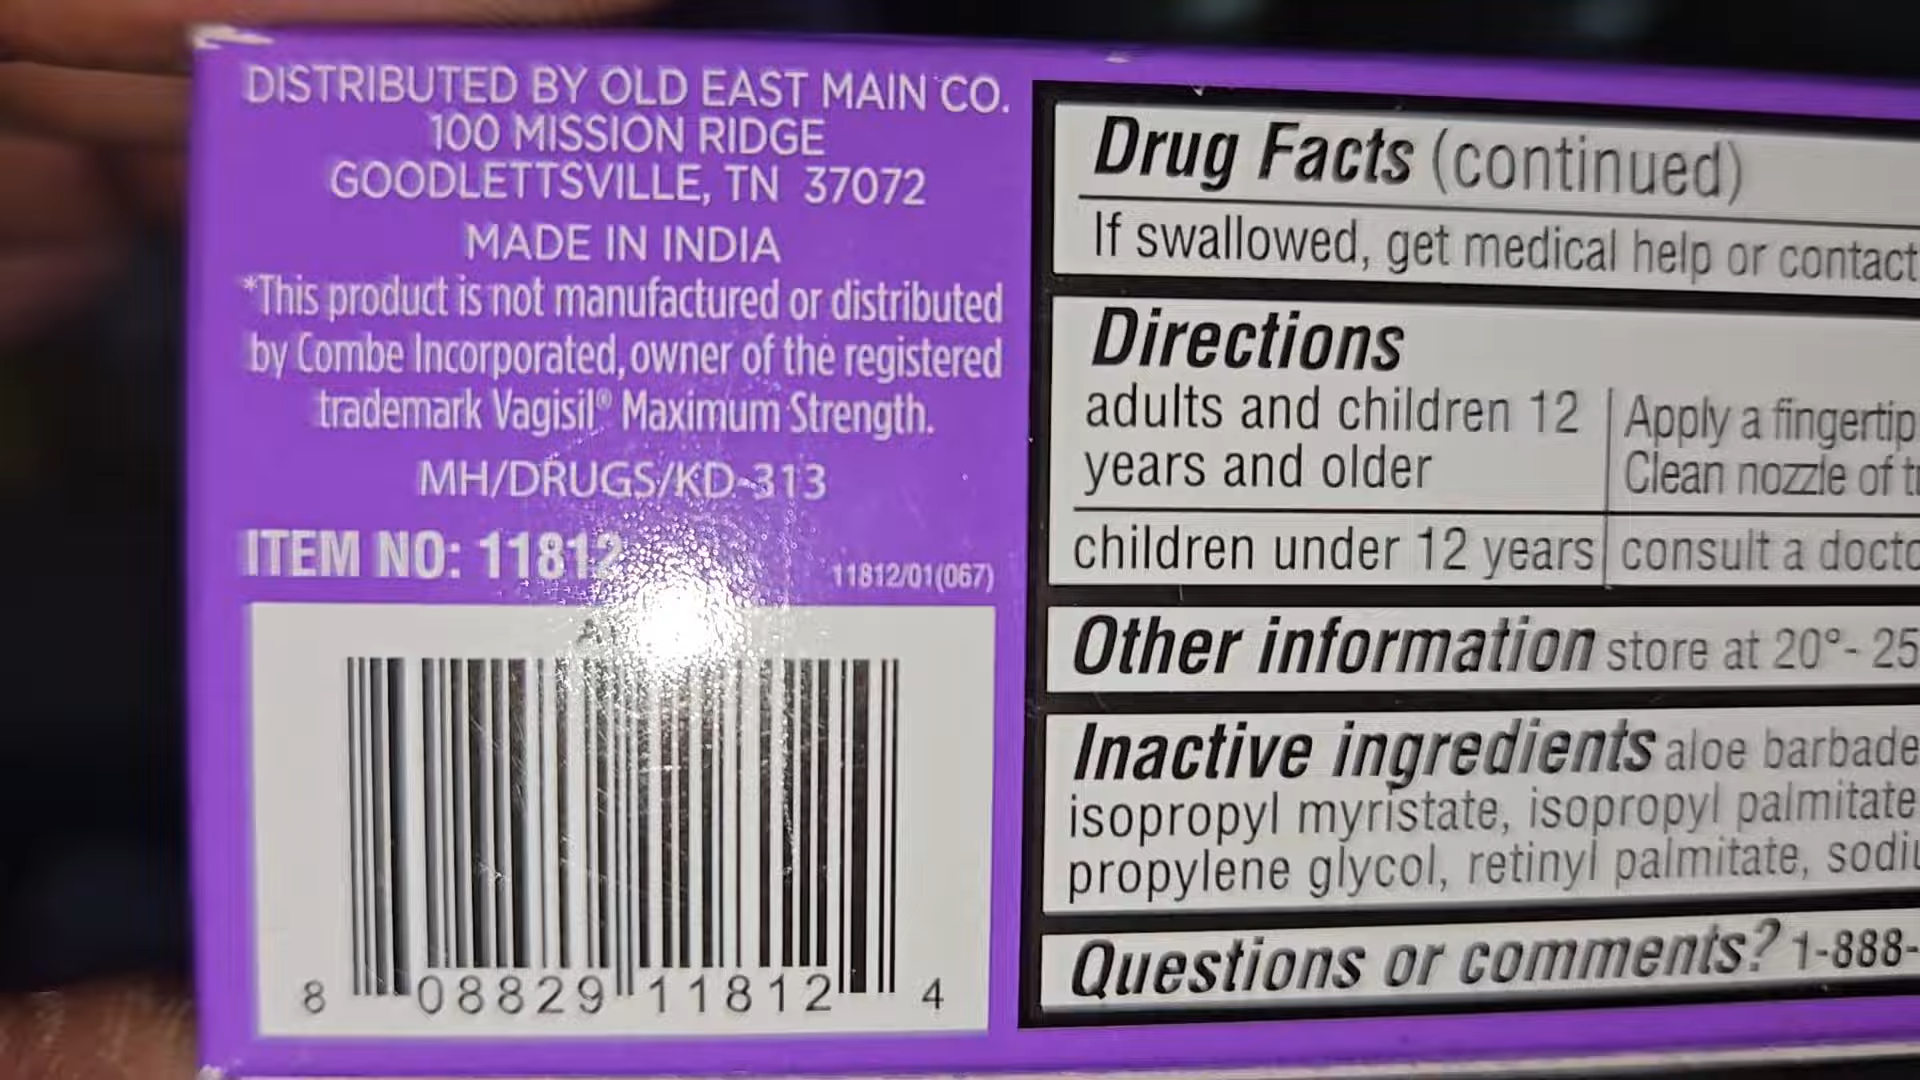 DISTRIBUTED BY OLD EAST MAIN CO.
100 MISSION RIDGE
GOODLETTSVILLE, TN 37072
MADE IN INDIA
*This product is not manufactured or distributed
by Combe Incorporated, owner of the registered
trademark Vagisil® Maximum Strength.
MH/DRUGS/KD-313
ITEM NO: 11812
11812/01(067)
8 08829 11812 4
Drug Facts (continued)
If swallowed, get medical help or contact
Directions
adults and children 12
years and older
Apply a fingertip
Clean nozzle of
children under 12 years
consult a
Other information store at 20°- 25
Inactive ingredients aloe
isopropyl myristate, isopropyl palmitate
propylene glycol, retinyl palmitate,
Questions or comments? 1-888-